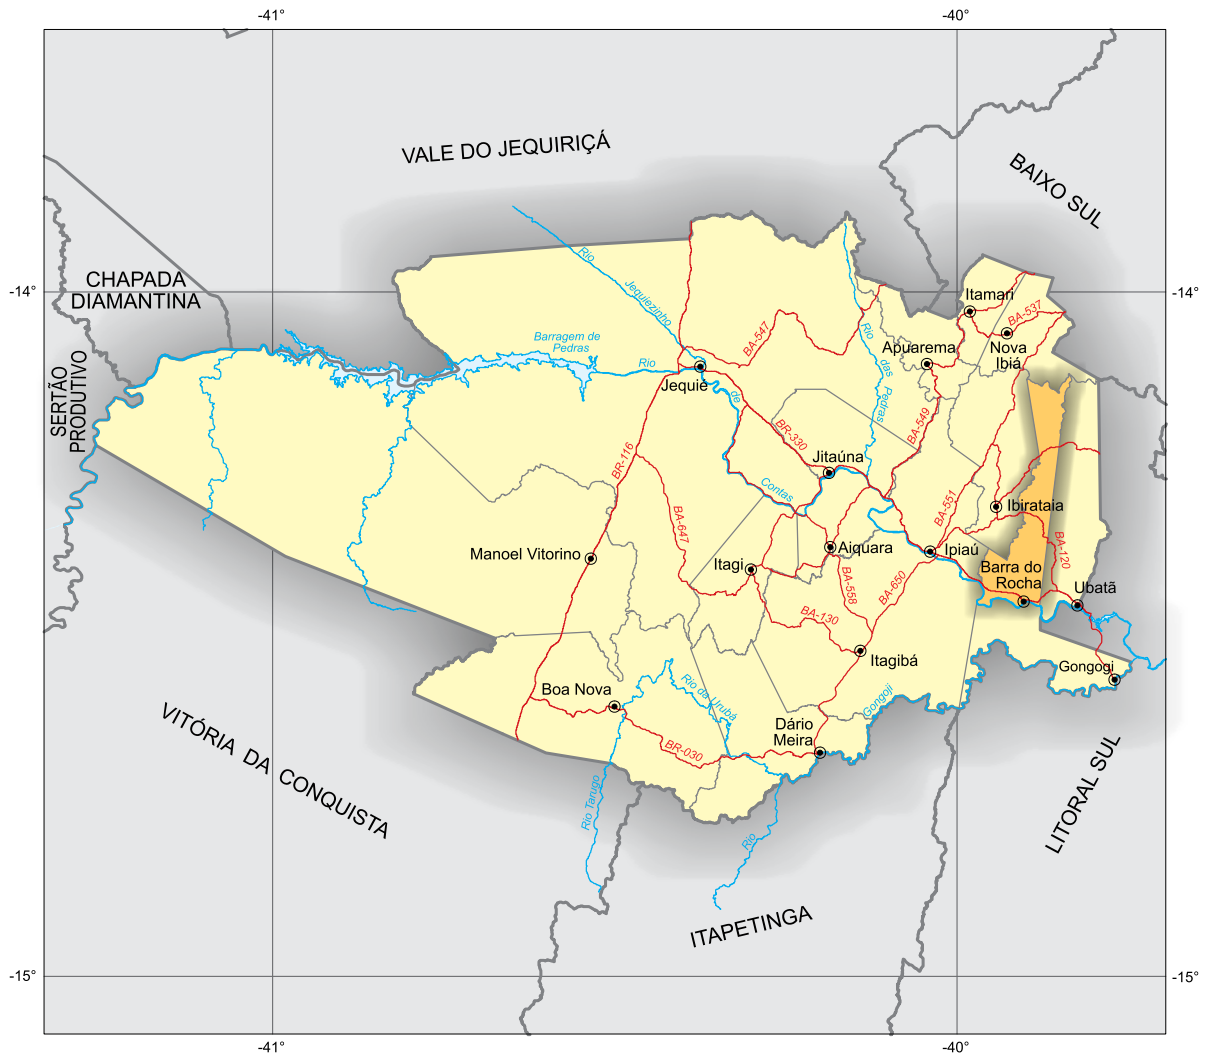 -41°
-40°
VALE DO JEQUIRIÇÁ
BAIXO SUL
CHAPADA
DIAMANTINA
-14°
-14°
SERTÃO
PRODUTIVO
Rio
Jequiezinho
Barragem de
Pedras
Rio
de
Contas
BA-547
Jequié
Rio
das
Pedras
Itamari
BA-537
Nova
Ibiá
Apuarema
BA-549
BR-330
BR-116
Jitaúna
BA-647
BA-551
Ibirataia
Manoel Vitorino
Itagi
Aiquara
Ipiaú
BA-120
BA-558
BA-650
Barra do
Rocha
Ubatã
BA-130
Itagibá
Gongogi
Boa Nova
Rio da Urubá
Gongoji
Dário
Meira
BR-030
Rio Tarugo
Rio
VITÓRIA DA CONQUISTA
LITORAL SUL
ITAPETINGA
-15°
-15°
-41°
-40°